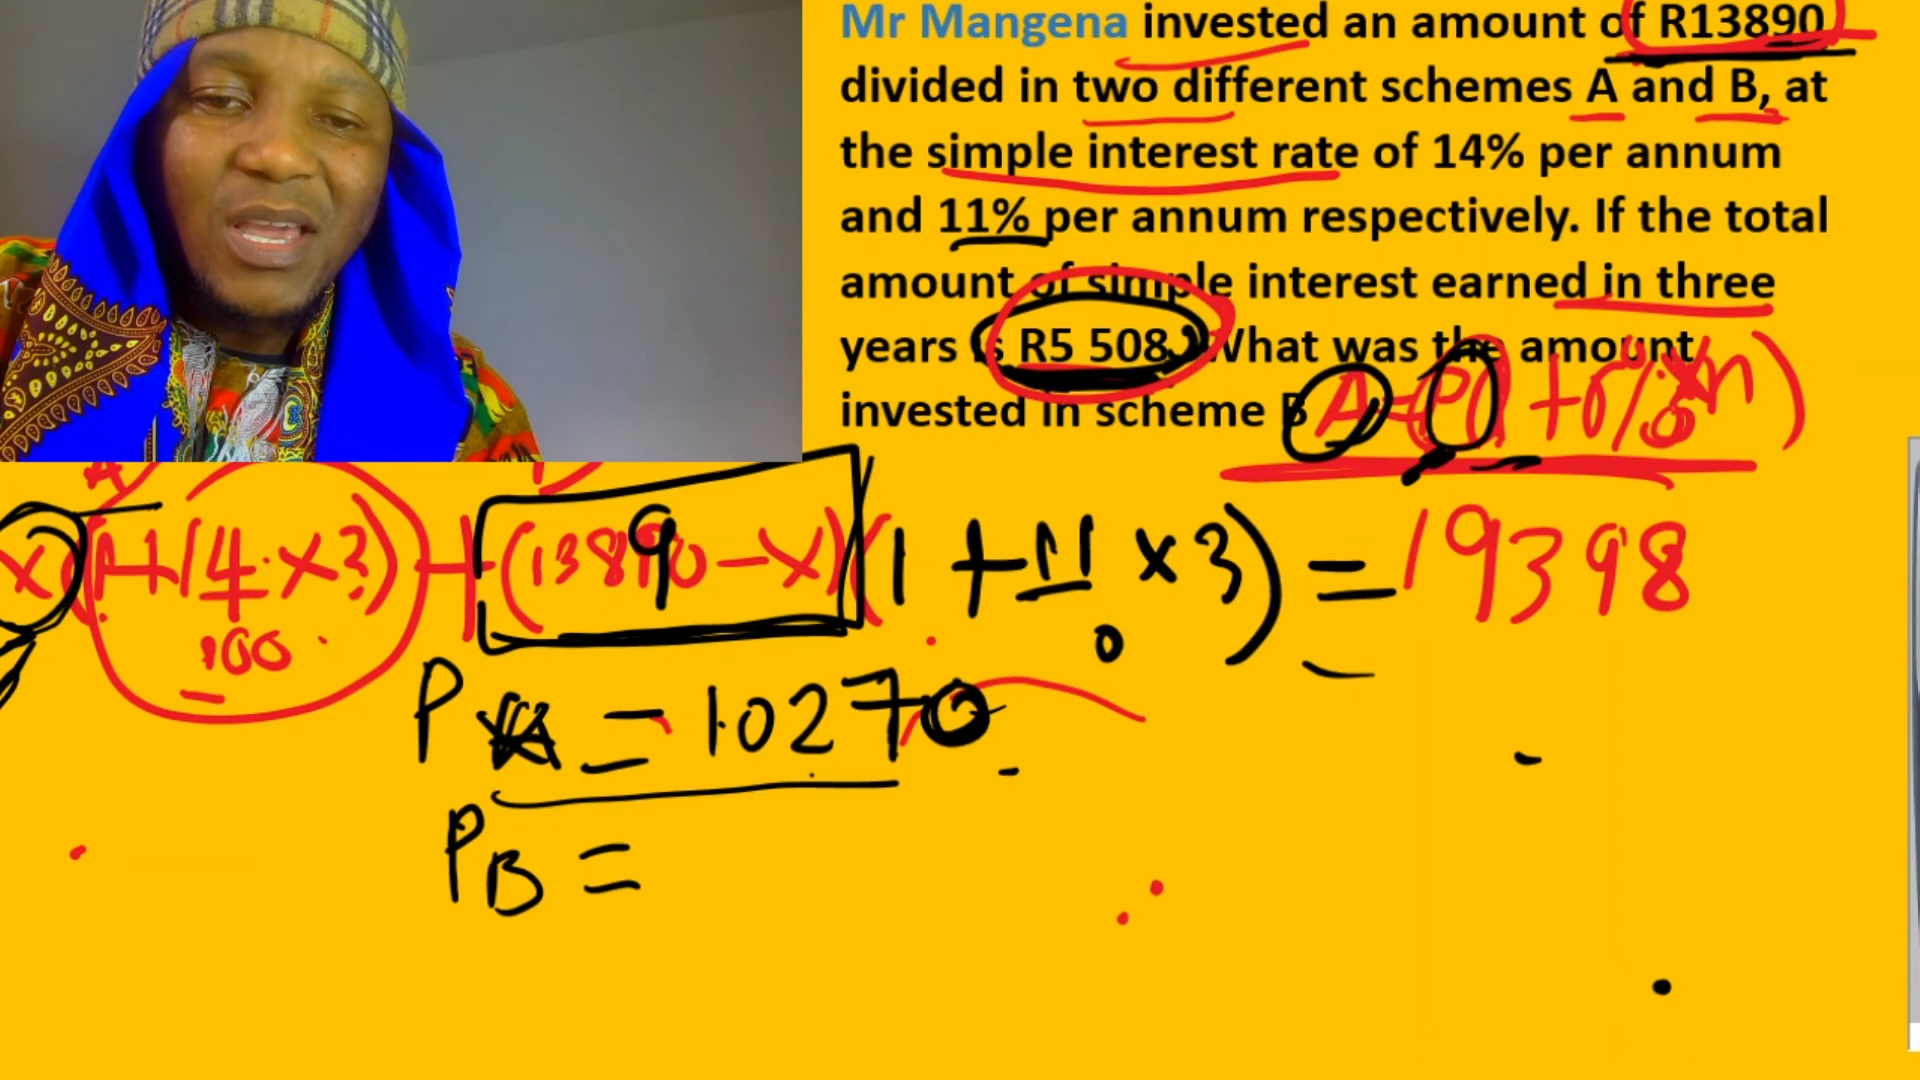 Mr Mangena invested an amount of R13890
divided in two different schemes A and B, at
the simple interest rate of 14% per annum
and 11% per annum respectively. If the total
amount of simple interest earned in three
years is R5 508. What was the amount
invested in scheme B
x(1+14×3)+(13890-x)(1+11×3)=19398
100
P = 10270
PB =